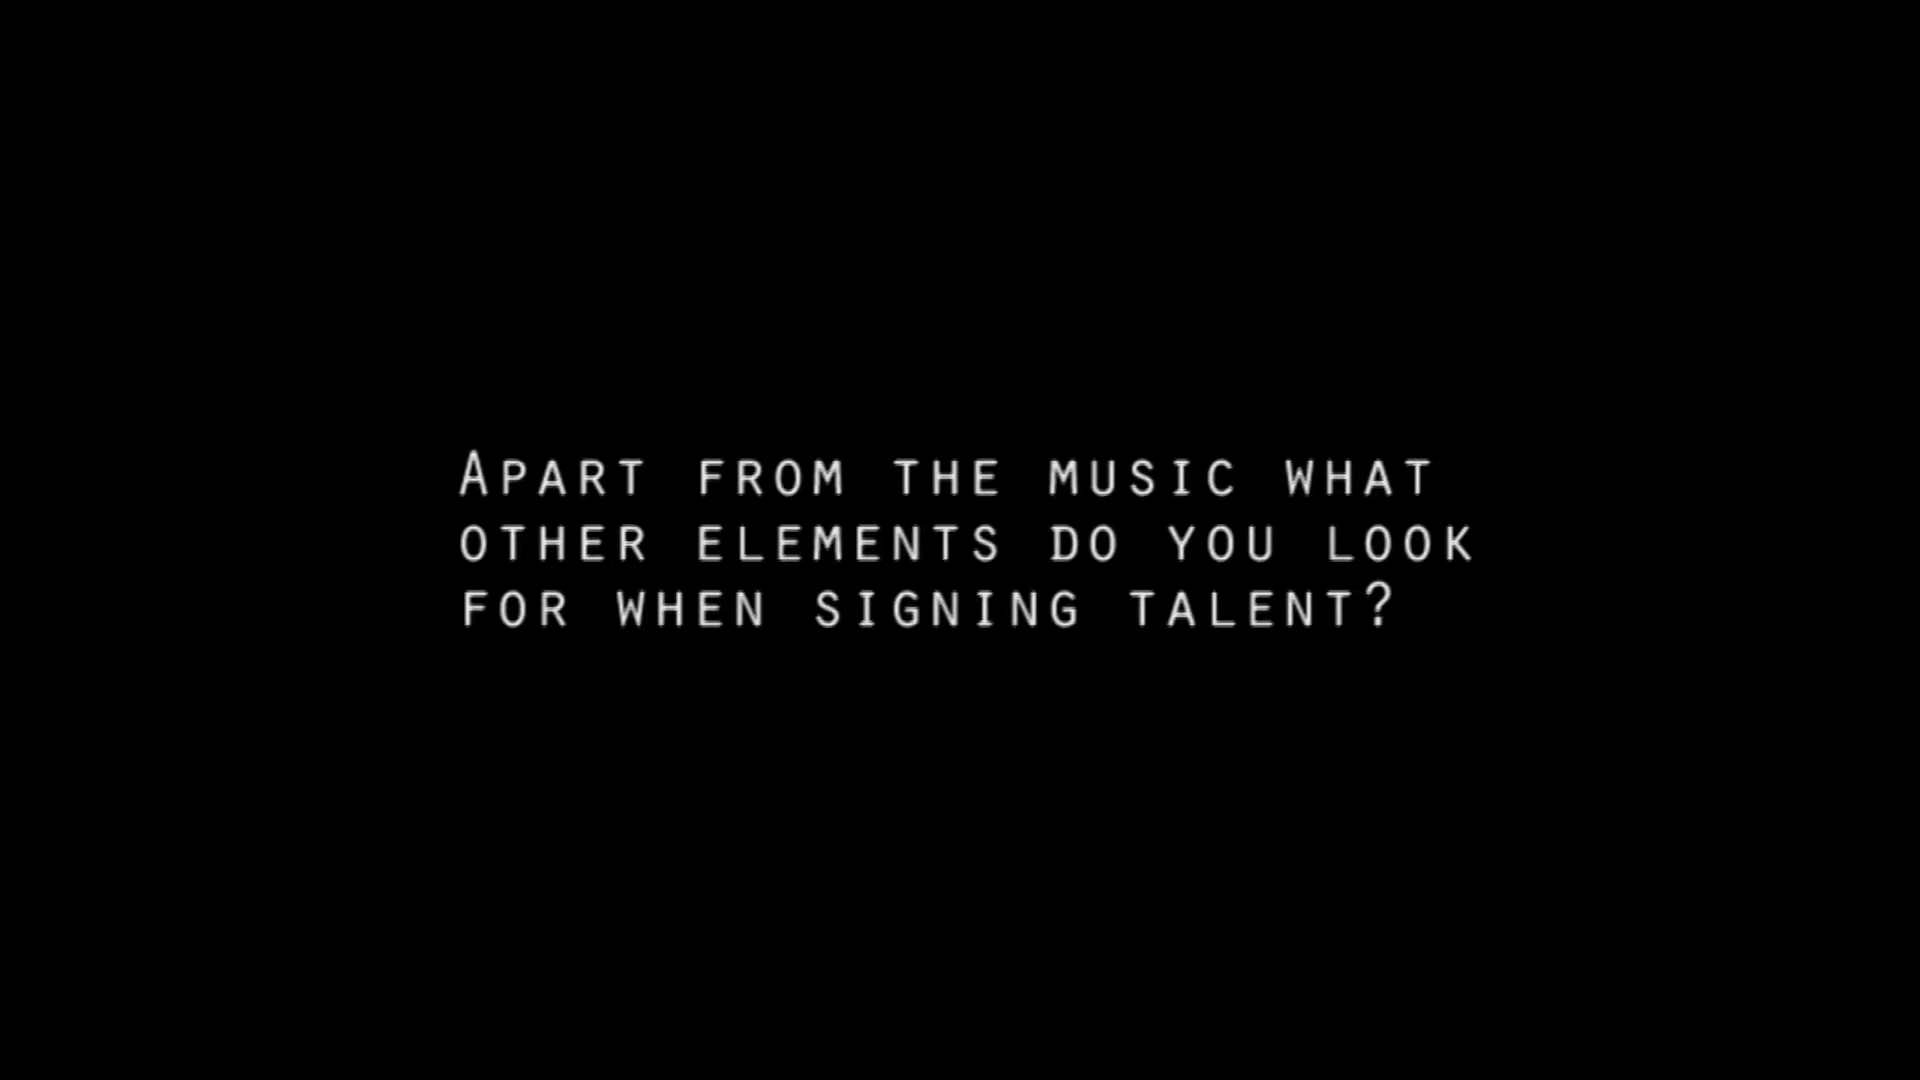 Apart from the music what
other elements do you look
for when signing talent?